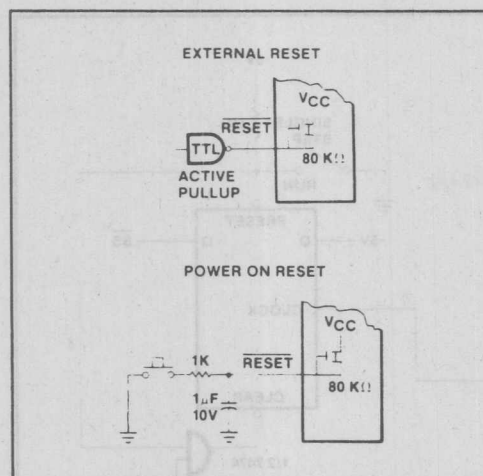 EXTERNAL RESET
VCC
RESET
TTL
80 KΩ
ACTIVE
PULLUP
POWER ON RESET
VCC
1K
RESET
80 KΩ
1µF
10V